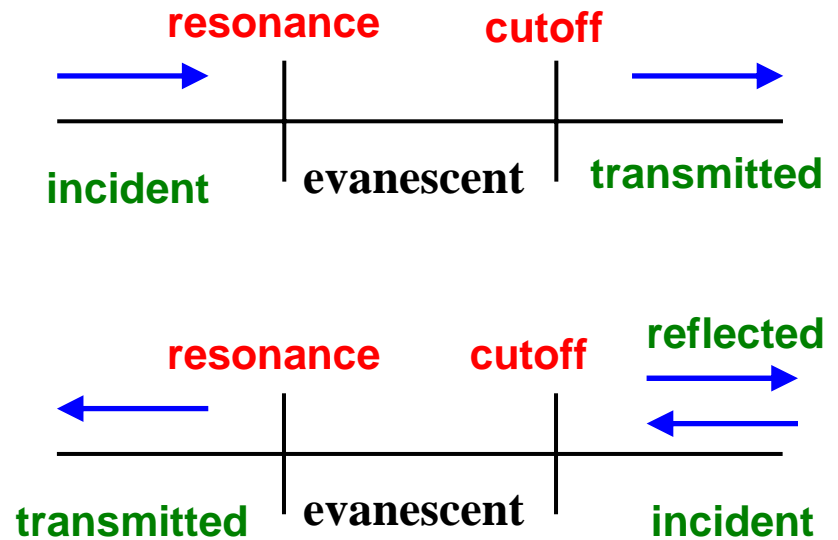 resonance cutoff
incident evanescent transmitted
reflected
resonance cutoff
transmitted evanescent incident